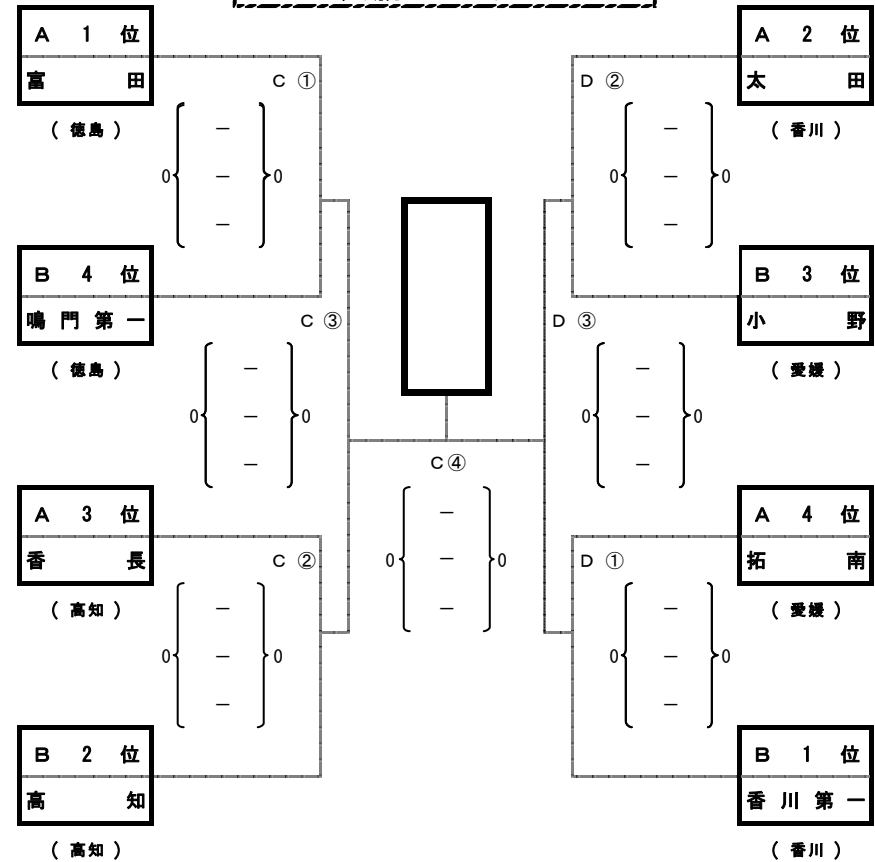 A 1 位
富 田
( 徳島 )
C ①
-
0 - 0
-
B 4 位
鳴 門 第 一
( 徳島 )
C ③
-
0 - 0
-
A 3 位
香 長
( 高知 )
C ②
-
0 - 0
-
B 2 位
高 知
( 高知 )
C ④
-
0 - 0
-
A 2 位
太 田
( 香川 )
D ②
-
0 - 0
-
B 3 位
小 野
( 愛媛 )
D ③
-
0 - 0
-
A 4 位
拓 南
( 愛媛 )
D ①
-
0 - 0
-
B 1 位
香 川 第 一
( 香川 )